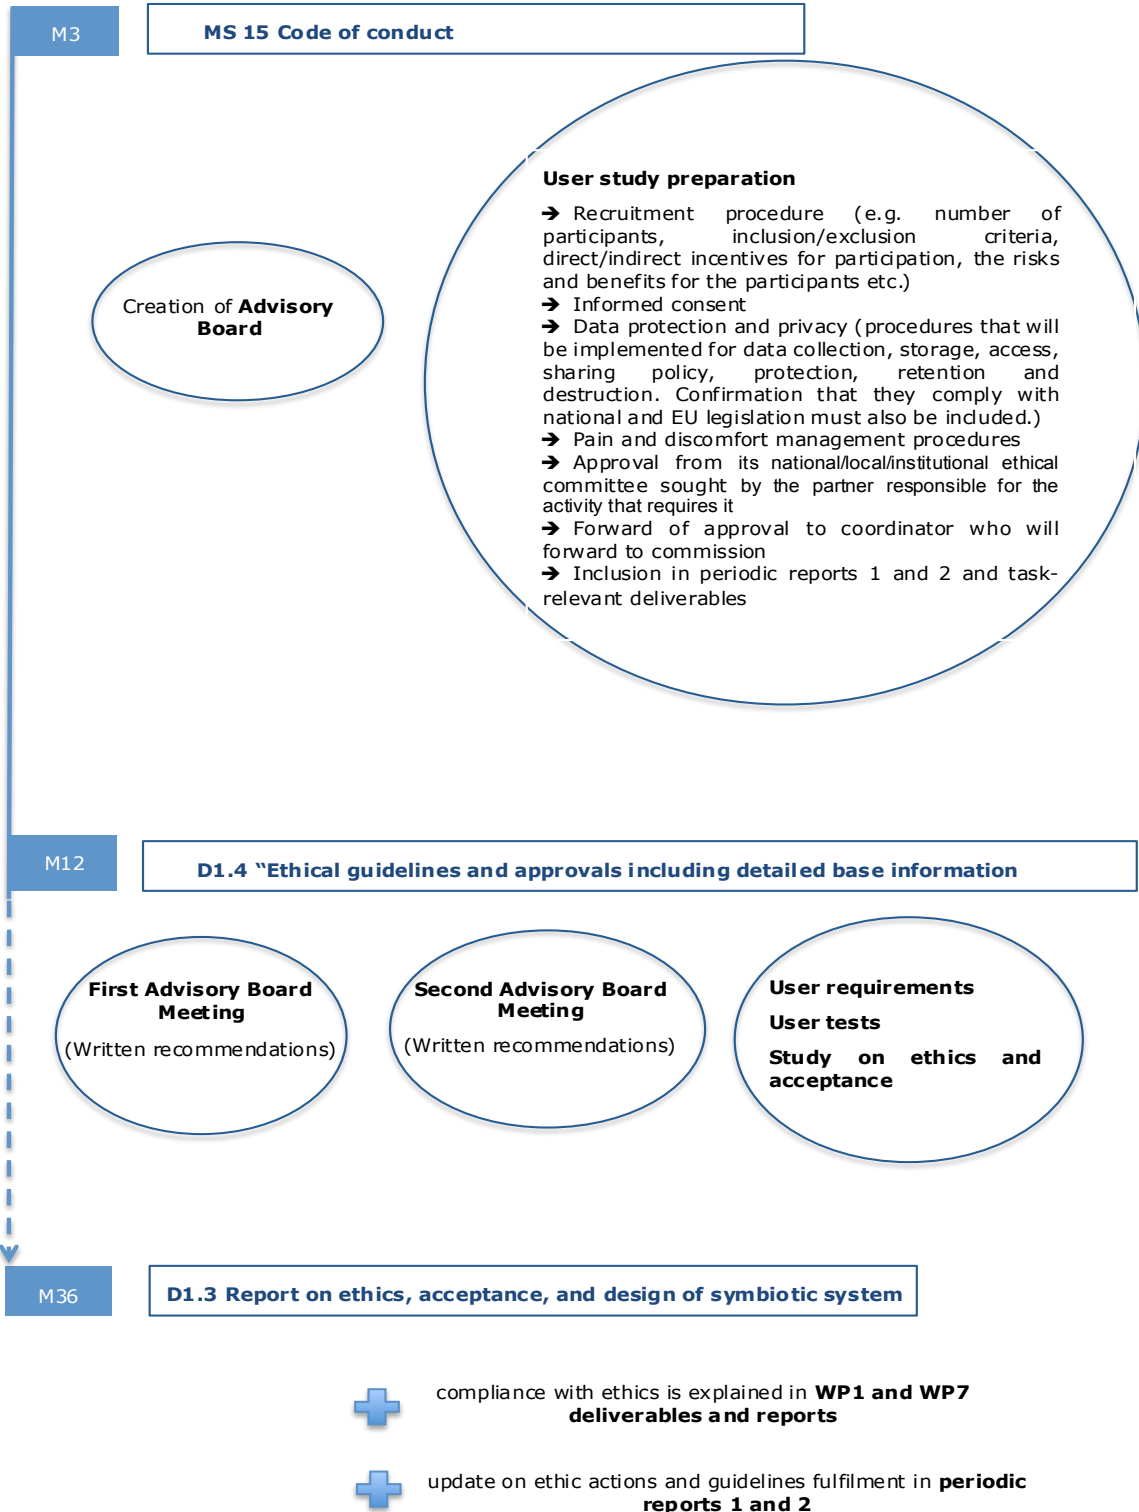 M3
MS 15 Code of conduct
Creation of Advisory
Board
User study preparation
➔ Recruitment procedure (e.g. number of
participants, inclusion/exclusion criteria,
direct/indirect incentives for participation, the risks
and benefits for the participants etc.)
➔ Informed consent
➔ Data protection and privacy (procedures that will
be implemented for data collection, storage, access,
sharing policy, protection, retention and
destruction. Confirmation that they comply with
national and EU legislation must also be included.)
➔ Pain and discomfort management procedures
➔ Approval from its national/local/institutional ethical
committee sought by the partner responsible for the
activity that requires it
➔ Forward of approval to coordinator who will
forward to commission
➔ Inclusion in periodic reports 1 and 2 and task-
relevant deliverables
M12
D1.4 “Ethical guidelines and approvals including detailed base information
First Advisory Board
Meeting
(Written recommendations)
Second Advisory Board
Meeting
(Written recommendations)
User requirements
User tests
Study on ethics and
acceptance
M36
D1.3 Report on ethics, acceptance, and design of symbiotic system
compliance with ethics is explained in WP1 and WP7
deliverables and reports
update on ethic actions and guidelines fulfilment in periodic
reports 1 and 2